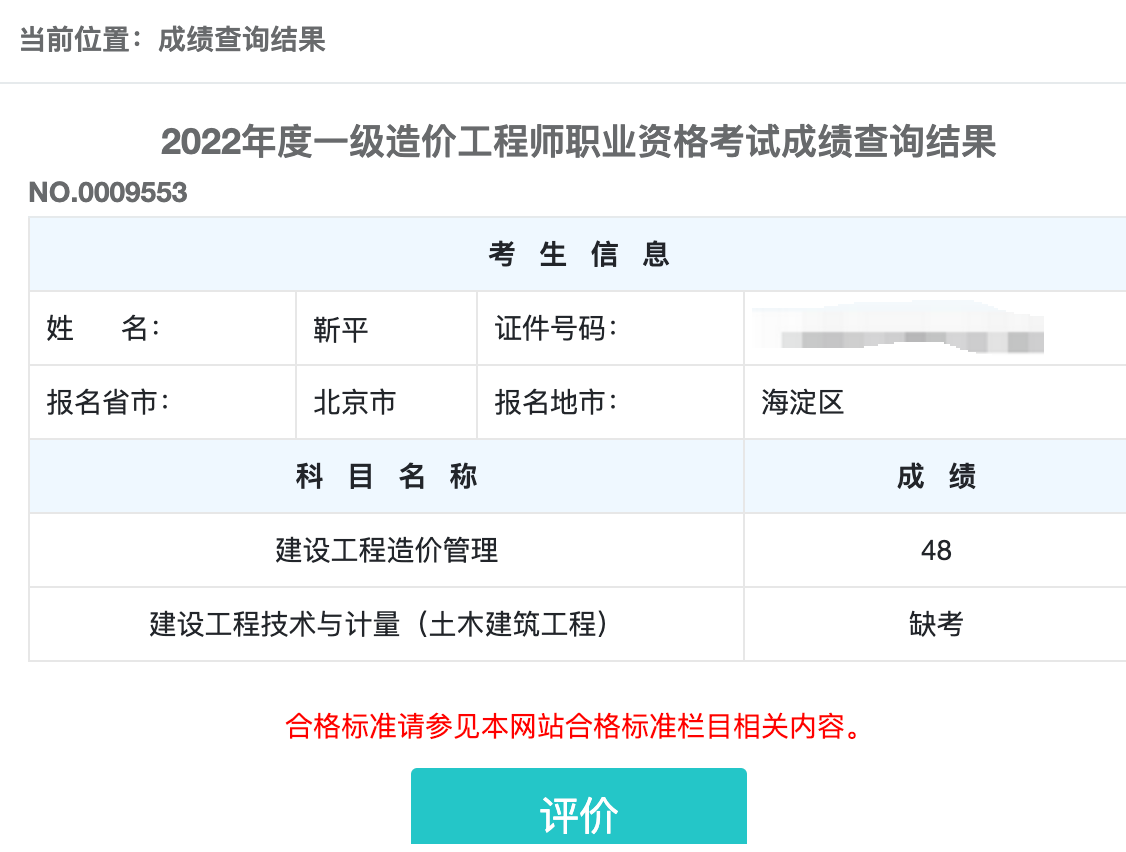 当前位置：成绩查询结果
2022年度一级造价工程师职业资格考试成绩查询结果
NO.0009553
考 生 信 息
姓 名： 靳平 证件号码：
报名省市： 北京市 报名地市： 海淀区
科 目 名 称 成 绩
建设工程造价管理 48
建设工程技术与计量（土木建筑工程） 缺考
合格标准请参见本网站合格标准栏目相关内容。
评价